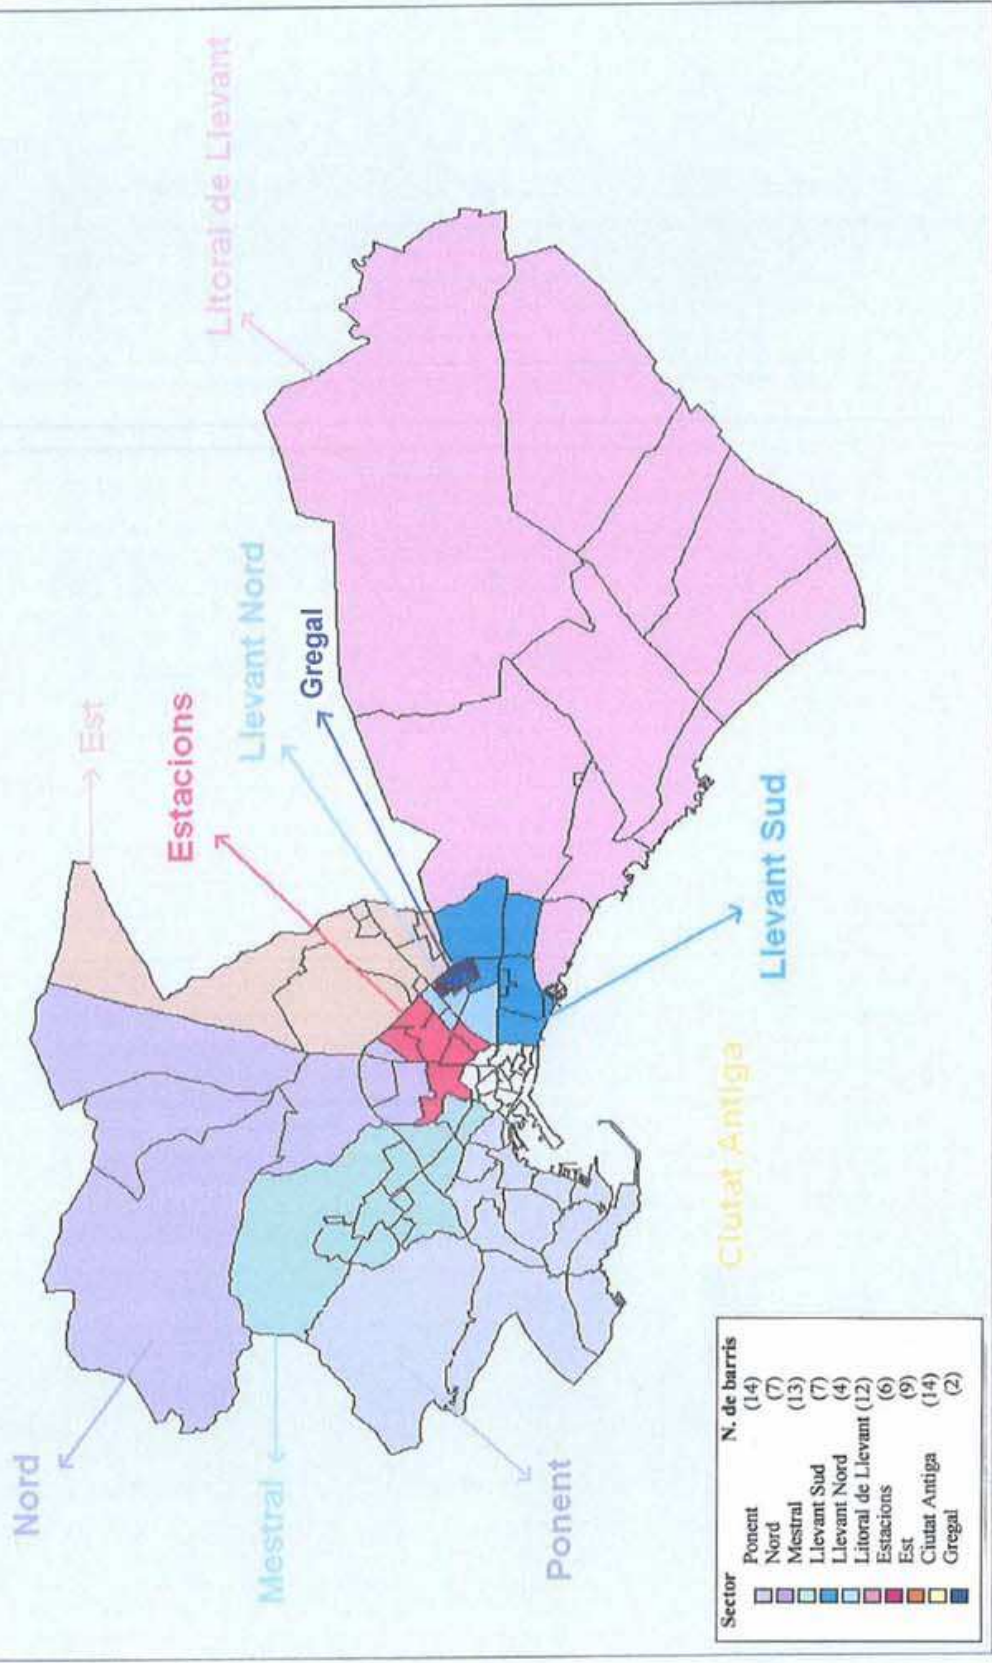 Nord
Est
Litoral de Llevant
Estacions
Llevant Nord
Gregal
Mestral
Ponent
Ciutat Antiga
Llevant Sud
Sector N. de barris
Ponent (14)
Nord (7)
Mestral (13)
Llevant Sud (7)
Llevant Nord (4)
Litoral de Llevant (12)
Estacions (6)
Est (9)
Ciutat Antiga (14)
Gregal (2)